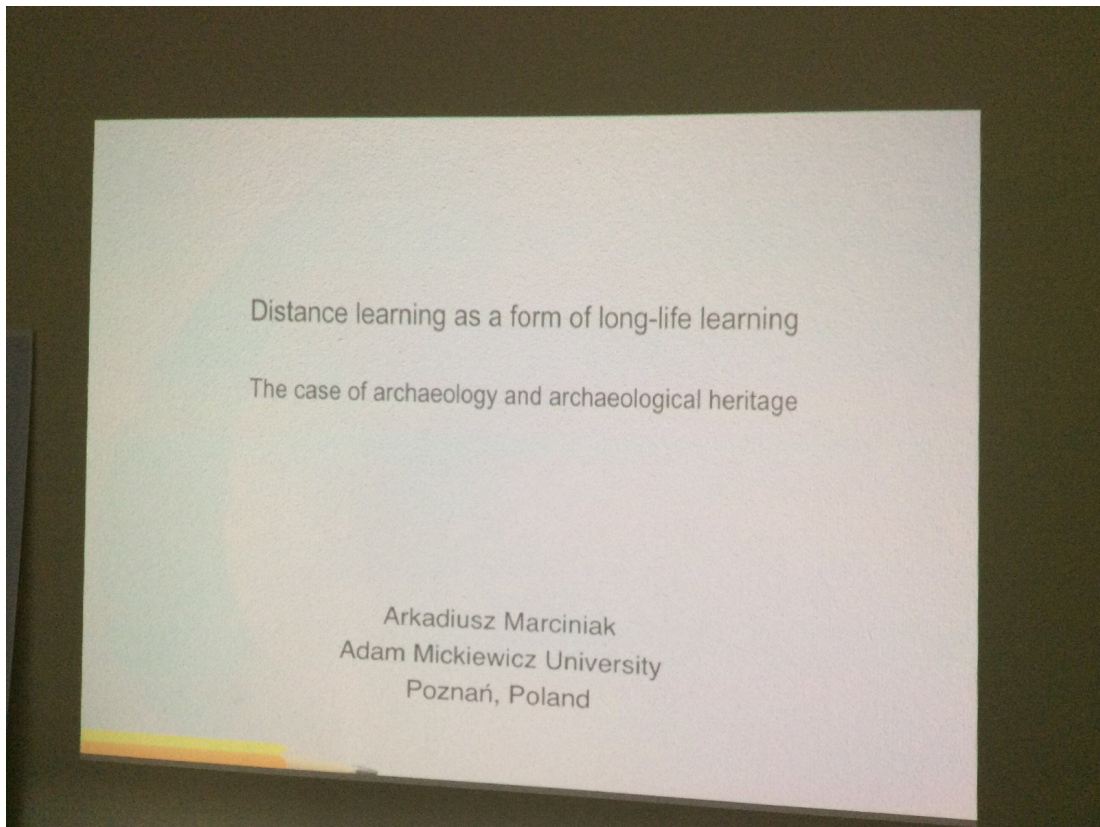 Distance learning as a form of long-life learning
The case of archaeology and archaeological heritage
Arkadiusz Marciniak
Adam Mickiewicz University
Poznań, Poland